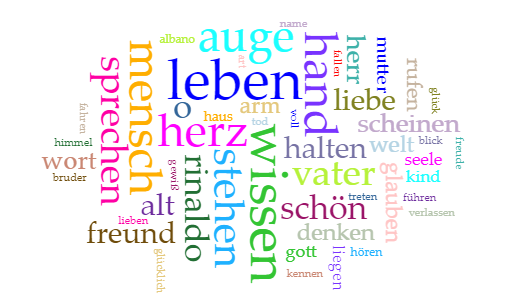 name
albano
auge
art
fallen
herr
mutter
mensch
sprechen
leben
hand
rufen
glück
o
arm
liebe
voll
haus
tod
scheinen
fahren
herz
wissen
himmel
halten
welt
blick
freude
wort
gewiß
rinaldo
stehen
vater
seele
glauben
bruder
kind
alt
schön
treten
führen
lieben
verlassen
freund
denken
gott
liegen
hören
glücklich
kennen